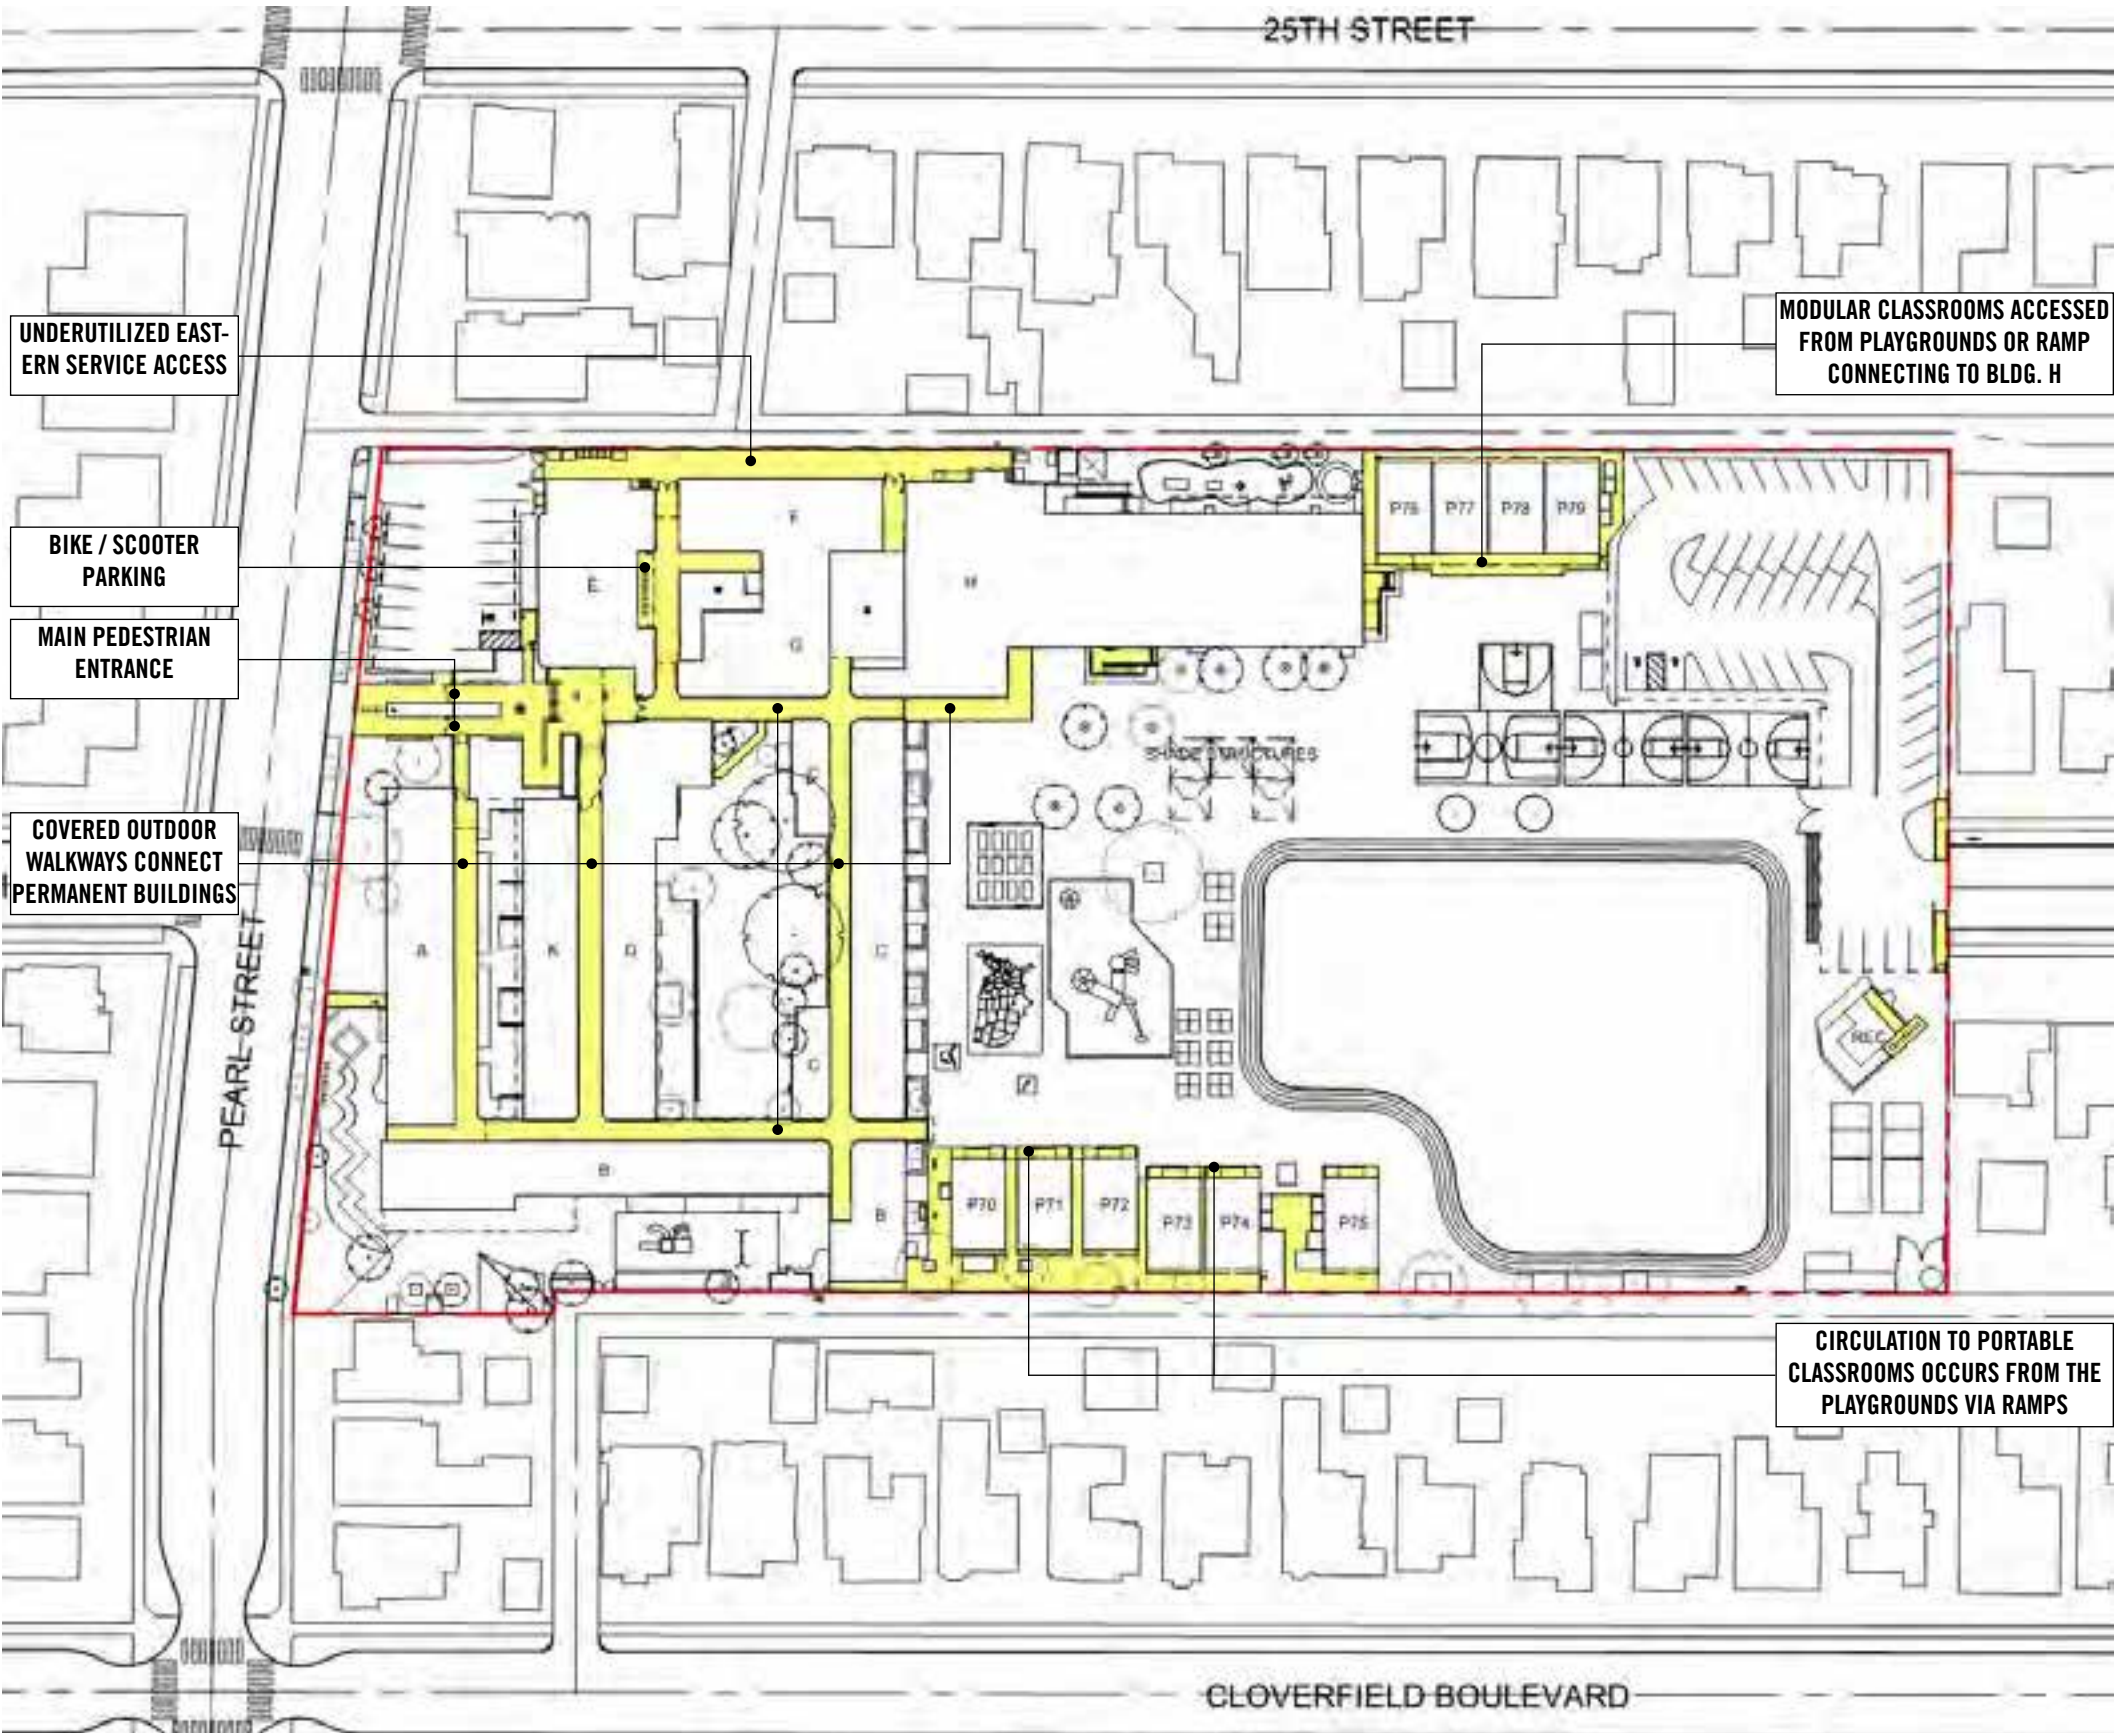 25TH STREET
UNDERUTILIZED EAST-
ERN SERVICE ACCESS
MODULAR CLASSROOMS ACCESSED
FROM PLAYGROUNDS OR RAMP
CONNECTING TO BLDG. H
BIKE / SCOOTER
PARKING
MAIN PEDESTRIAN
ENTRANCE
COVERED OUTDOOR
WALKWAYS CONNECT
PERMANENT BUILDINGS
P76 P77 P78 P79
F
E
H
G
SHADE STRUCTURES
A K D C
C
PEARL STREET
REC
B
B
P70 P71 P72 P73 P74 P75
CIRCULATION TO PORTABLE
CLASSROOMS OCCURS FROM THE
PLAYGROUNDS VIA RAMPS
CLOVERFIELD BOULEVARD